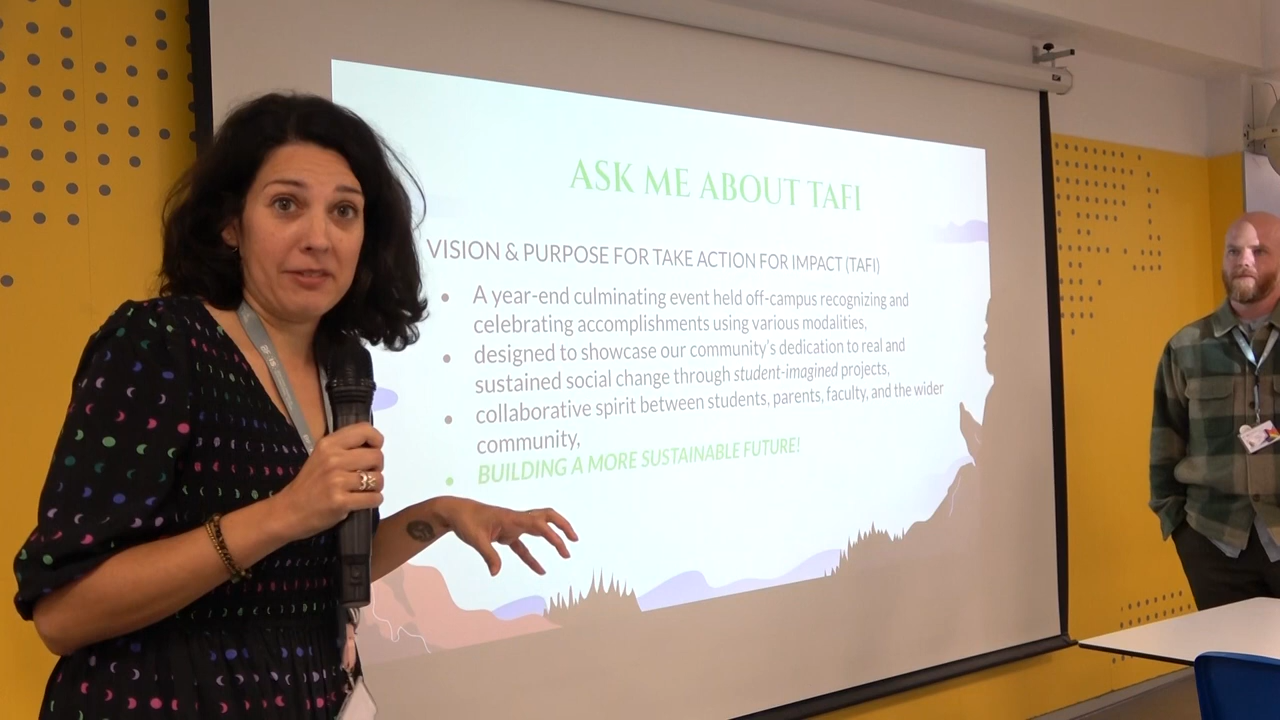 ASK ME ABOUT TAFI
VISION & PURPOSE FOR TAKE ACTION FOR IMPACT (TAFI)
• A year-end culminating event held off-campus recognizing and
celebrating accomplishments using various modalities,
• designed to showcase our community's dedication to real and
sustained social change through student-imagined projects,
• collaborative spirit between students, parents, faculty, and the wider
community,
• BUILDING A MORE SUSTAINABLE FUTURE!